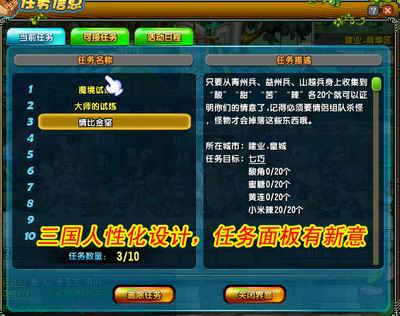 任务信息
当前任务 可接任务 活动日程
建业.商埠区
任务名称 任务描述
1 魔境试炼
2 大师的试炼
3 情比金坚
4
5
6
7
8
9
10
只要从青州兵、益州兵、山越兵身上收集到
“酸”“甜”“苦”“辣”各20个就可以证
明你们的情意了,记得必须要情侣组队杀怪
,怪物才会掉落这些东西哦。
所在城市:建业.皇城
任务目标:七巧
酸角0/20个
蜜糖0/20个
黄连0/20个
小米辣20/20个
三国人性化设计,任务面板有新意
任务数量: 3/10
删除任务 关闭界面